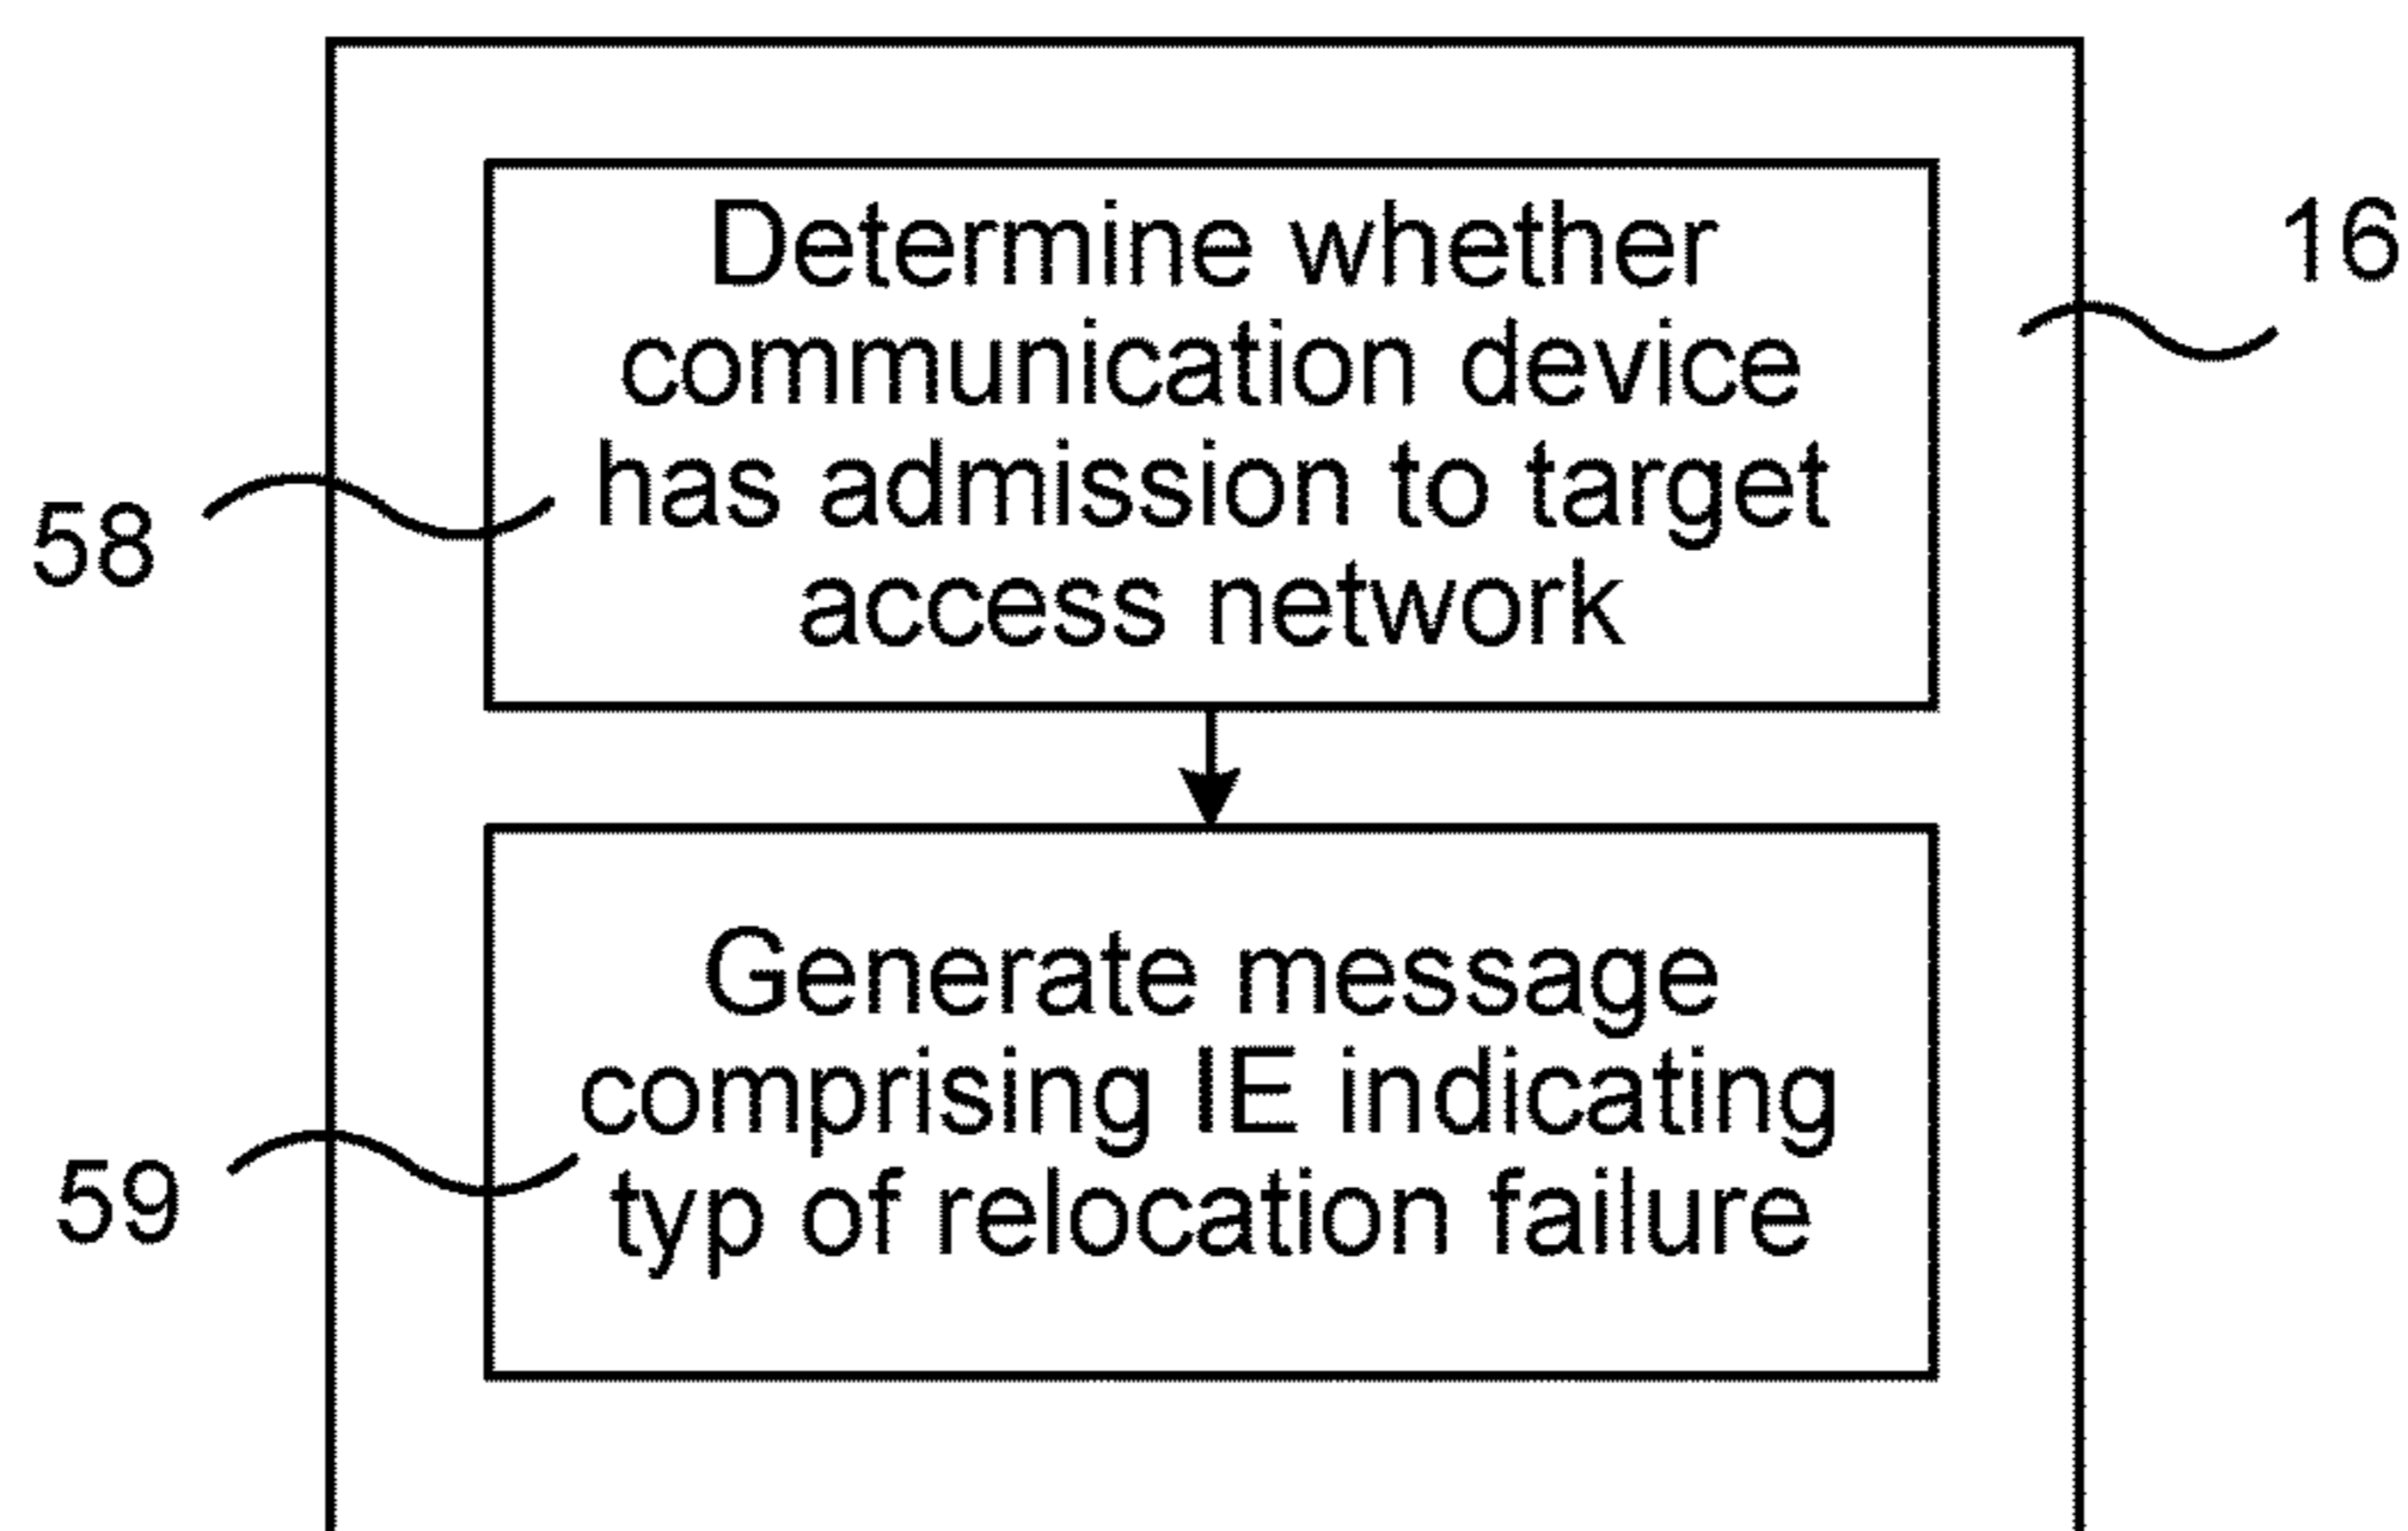 Determine whether
communication device
has admission to target
access network
16
58
Generate message
comprising IE indicating
typ of relocation failure
59